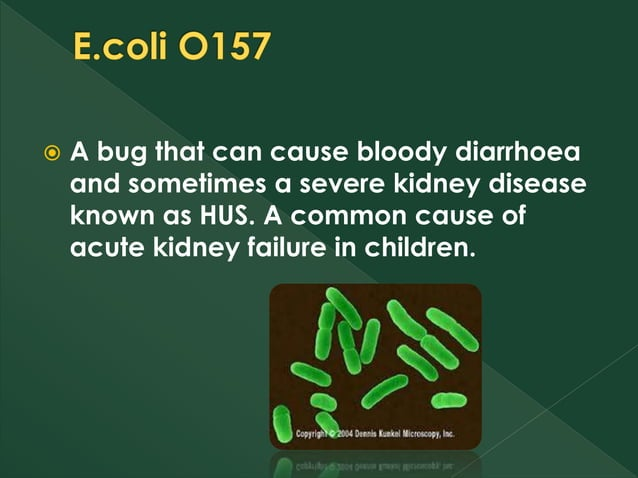 E.coli O157
A bug that can cause bloody diarrhoea
and sometimes a severe kidney disease
known as HUS. A common cause of
acute kidney failure in children.
Copyright © 2004 Dennis Kunkel Microscopy, Inc.